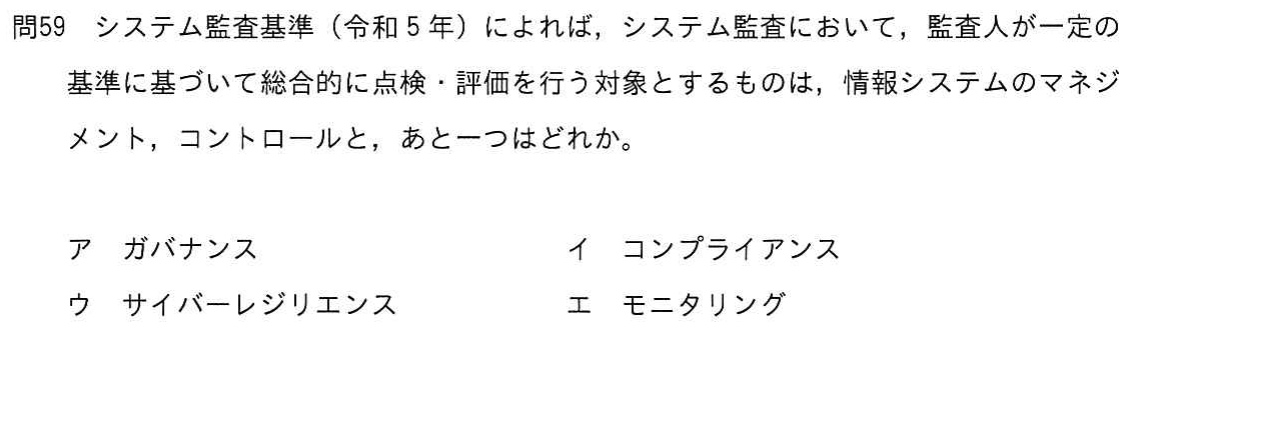 問59 システム監査基準（令和5年）によれば，システム監査において，監査人が一定の
基準に基づいて総合的に点検・評価を行う対象とするものは，情報システムのマネジ
メント，コントロールと，あと一つはどれか。
ア ガバナンス イ コンプライアンス
ウ サイバーレジリエンス エ モニタリング